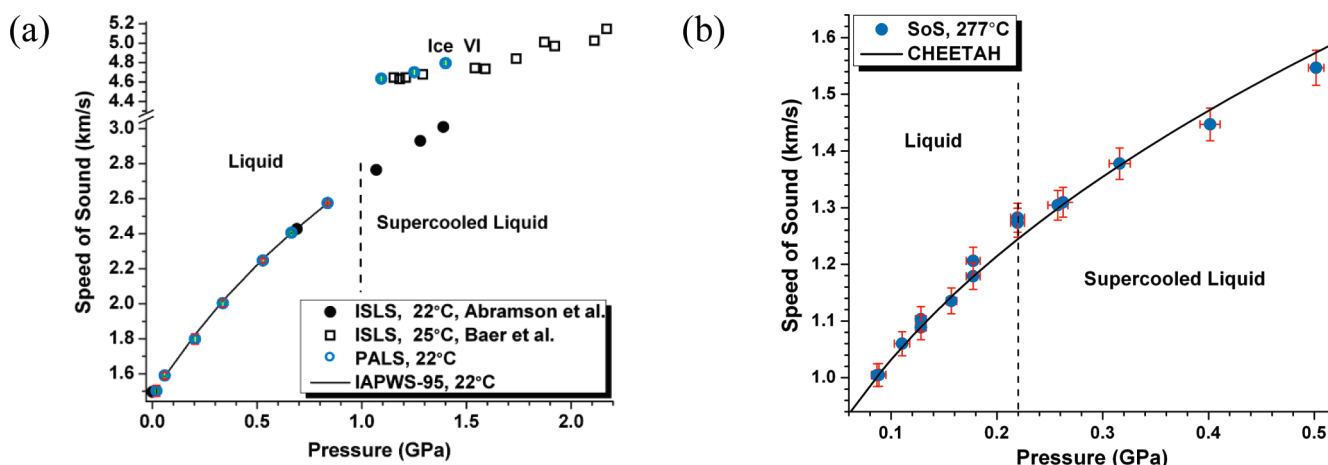 (a)
Speed of Sound (km/s)
5.2
5.0
4.8
4.6
4.4
3.0
2.8
2.6
2.4
2.2
2.0
1.8
1.6
Ice VI
Liquid
Supercooled Liquid
ISLS, 22°C, Abramson et al.
ISLS, 25°C, Baer et al.
PALS, 22°C
IAPWS-95, 22°C
0.0 0.5 1.0 1.5 2.0
Pressure (GPa)
(b)
Speed of Sound (km/s)
1.6
1.5
1.4
1.3
1.2
1.1
1.0
SoS, 277°C
CHEETAH
Liquid
Supercooled Liquid
0.1 0.2 0.3 0.4 0.5
Pressure (GPa)